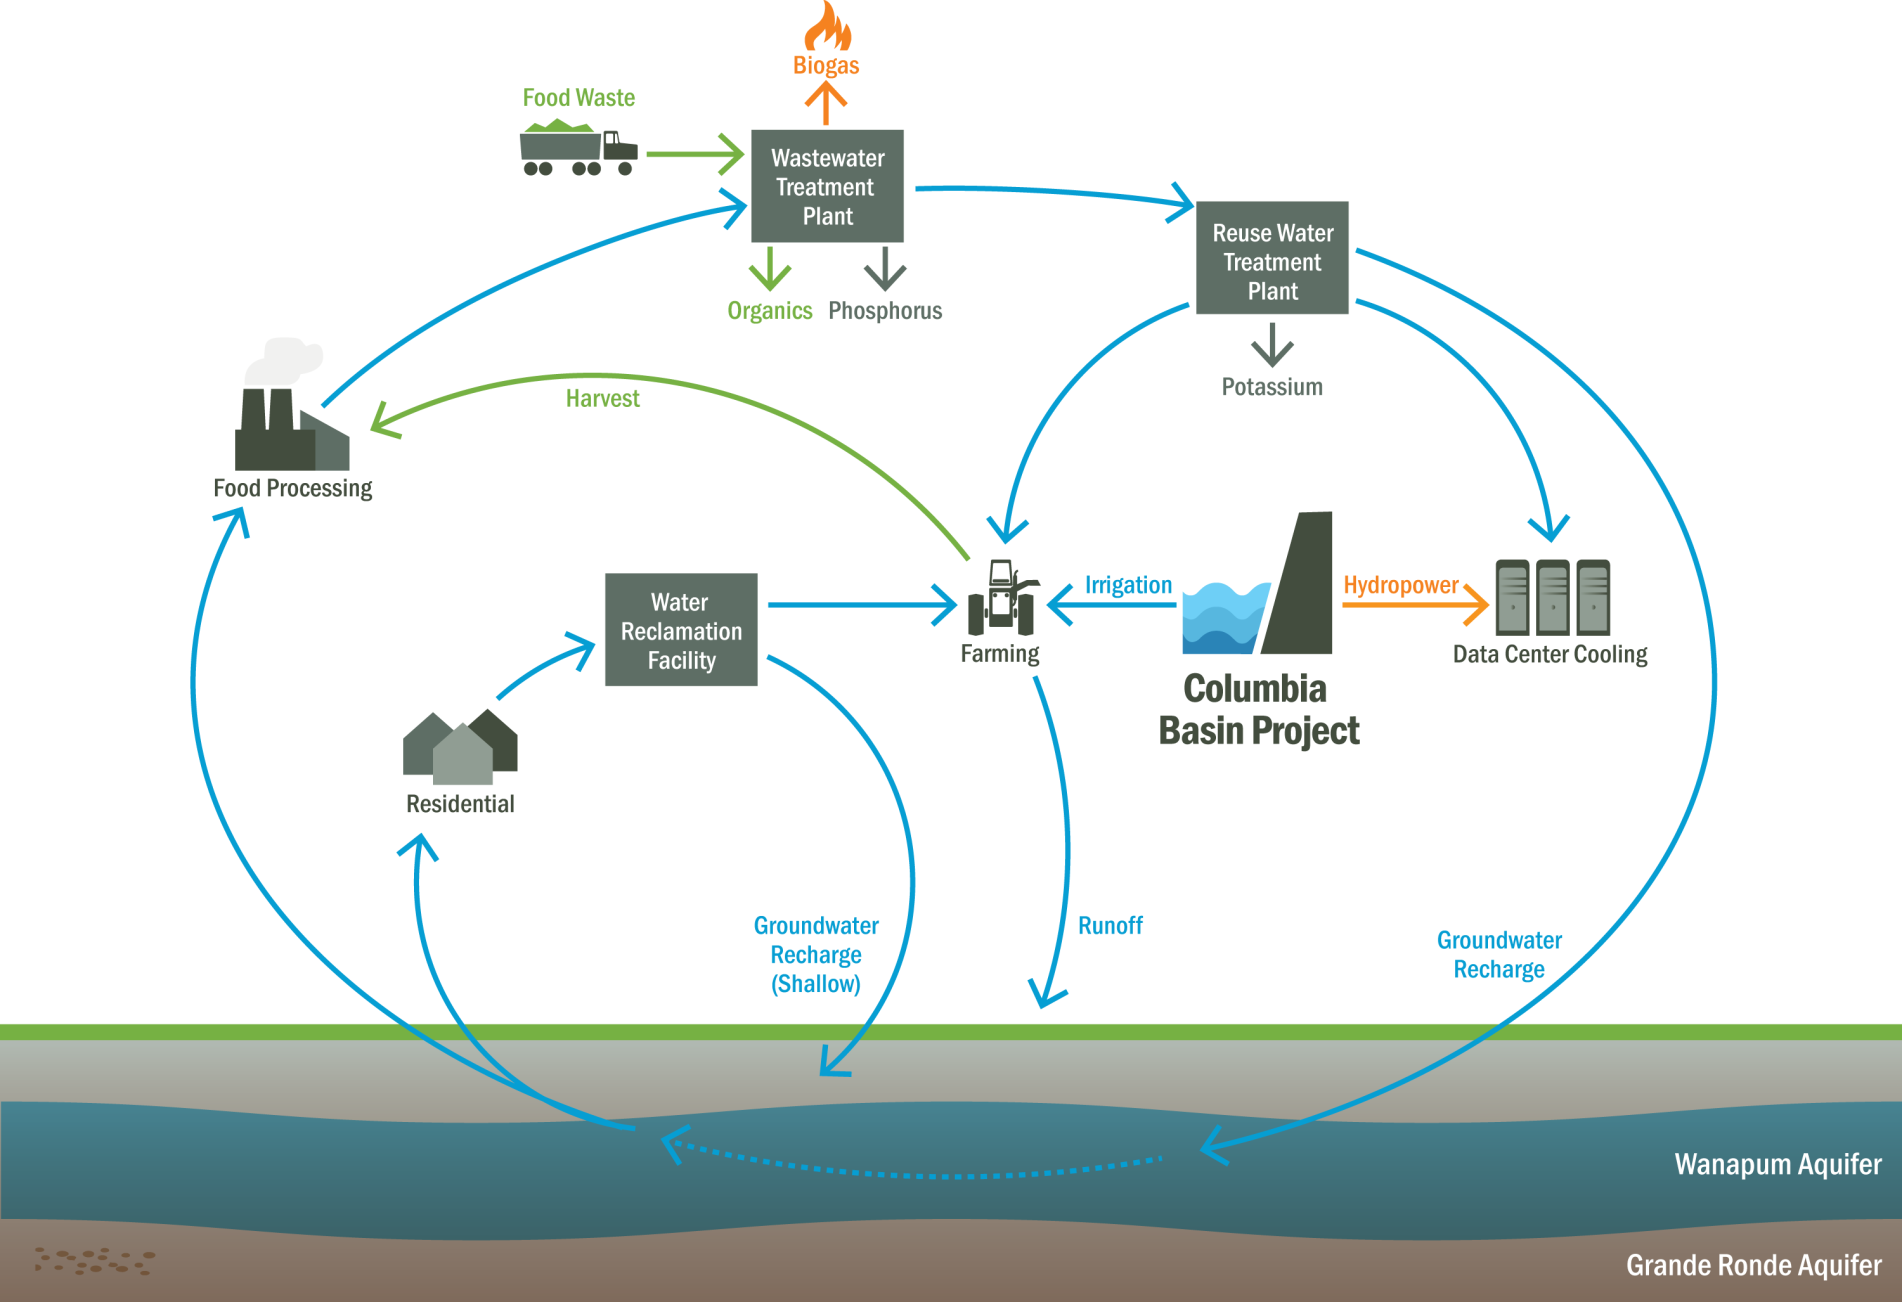 Biogas
Food Waste
Wastewater
Treatment
Plant
Reuse Water
Treatment
Plant
Organics
Phosphorus
Potassium
Harvest
Food Processing
Water
Reclamation
Facility
Farming
Irrigation
Hydropower
Data Center Cooling
Columbia
Basin Project
Residential
Groundwater
Recharge
(Shallow)
Runoff
Groundwater
Recharge
Wanapum Aquifer
Grande Ronde Aquifer